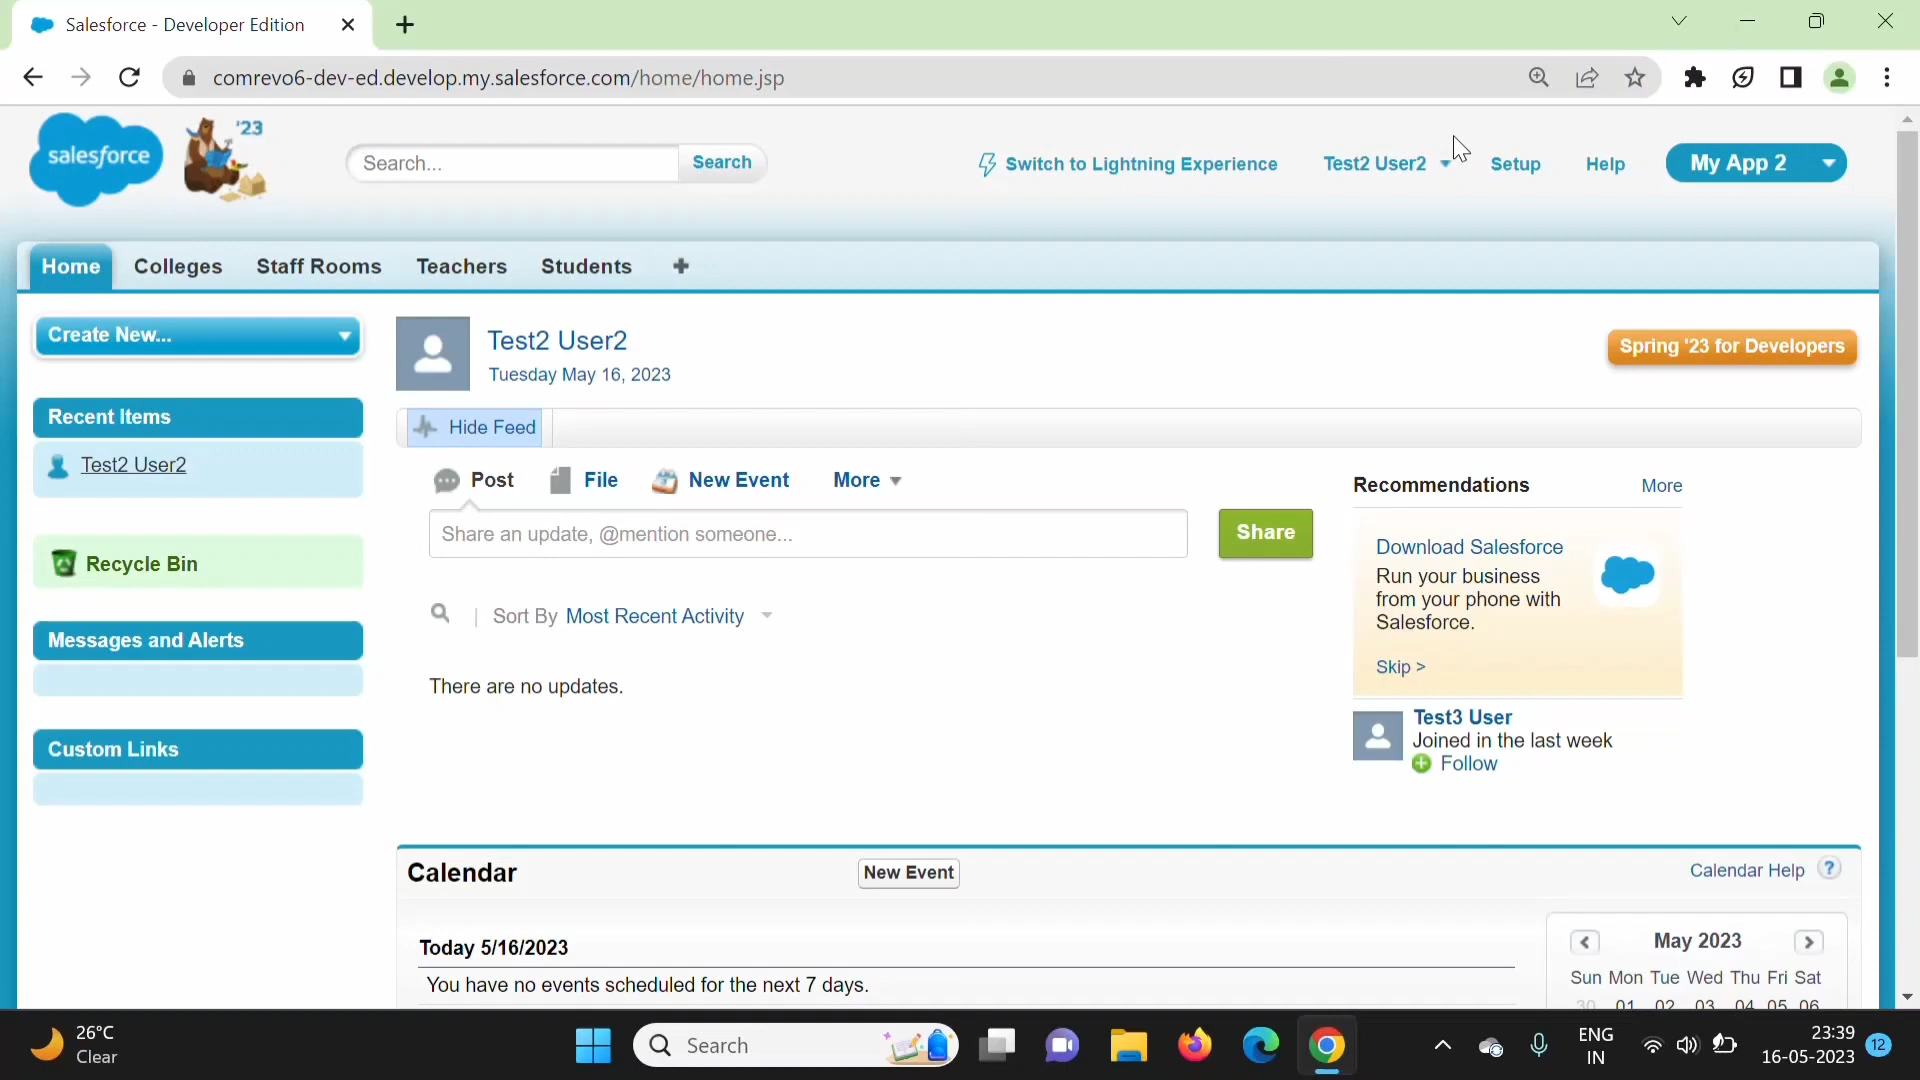 Salesforce - Developer Edition
comrevo6-dev-ed.develop.my.salesforce.com/home/home.jsp
salesforce
'23
Search...
Search
Switch to Lightning Experience
Test2 User2
Setup
Help
My App 2
Home
Colleges
Staff Rooms
Teachers
Students
Create New...
Test2 User2
Tuesday May 16, 2023
Spring '23 for Developers
Recent Items
Test2 User2
Hide Feed
Post
File
New Event
More
Share an update, @mention someone...
Share
Recommendations
More
Download Salesforce
Run your business
from your phone with
Salesforce.
Skip >
Recycle Bin
Sort By Most Recent Activity
Messages and Alerts
There are no updates.
Test3 User
Joined in the last week
Follow
Custom Links
Calendar
New Event
Calendar Help
?
Today 5/16/2023
May 2023
You have no events scheduled for the next 7 days.
Sun Mon Tue Wed Thu Fri Sat
30 01 02 03 04 05 06
26°C
Clear
Search
ENG
IN
23:39
16-05-2023
12